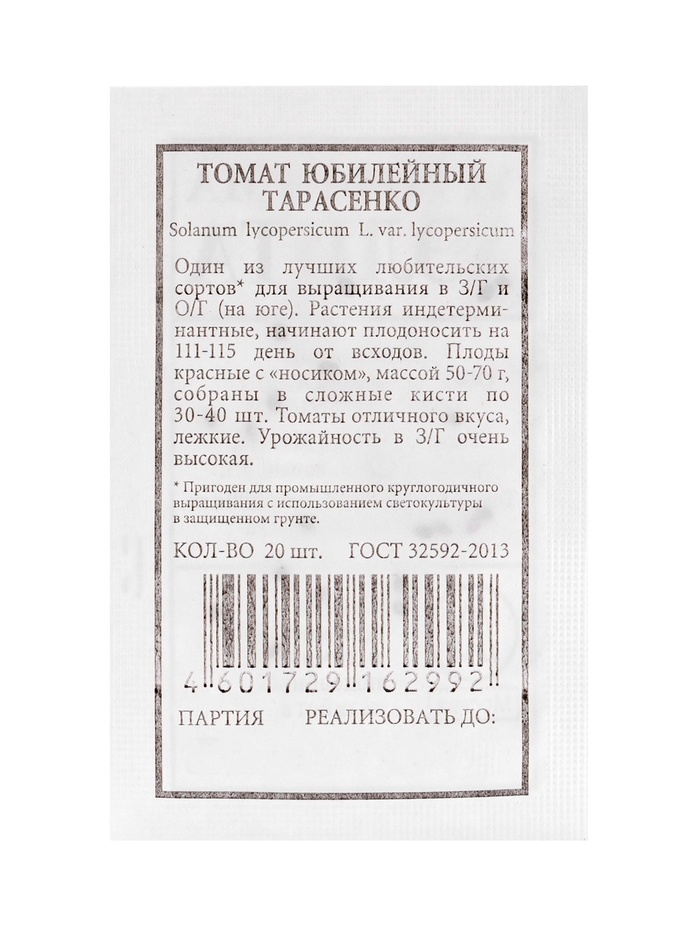 ТОМАТ ЮБИЛЕЙНЫЙ
ТАРАСЕНКО
Solanum lycopersicum L. var. lycopersicum
Один из лучших любительских
сортов* для выращивания в З/Г и
О/Г (на юге). Растения индетерми-
нантные, начинают плодоносить на
111-115 день от всходов. Плоды
красные с «носиком», массой 50-70 г,
собраны в сложные кисти по
30-40 шт. Томаты отличного вкуса,
лежкие. Урожайность в З/Г очень
высокая.
* Пригоден для промышленного круглогодичного
выращивания с использованием светокультуры
в защищенном грунте.
КОЛ-ВО 20 шт. ГОСТ 32592-2013
4 601729 162992
ПАРТИЯ РЕАЛИЗОВАТЬ ДО: